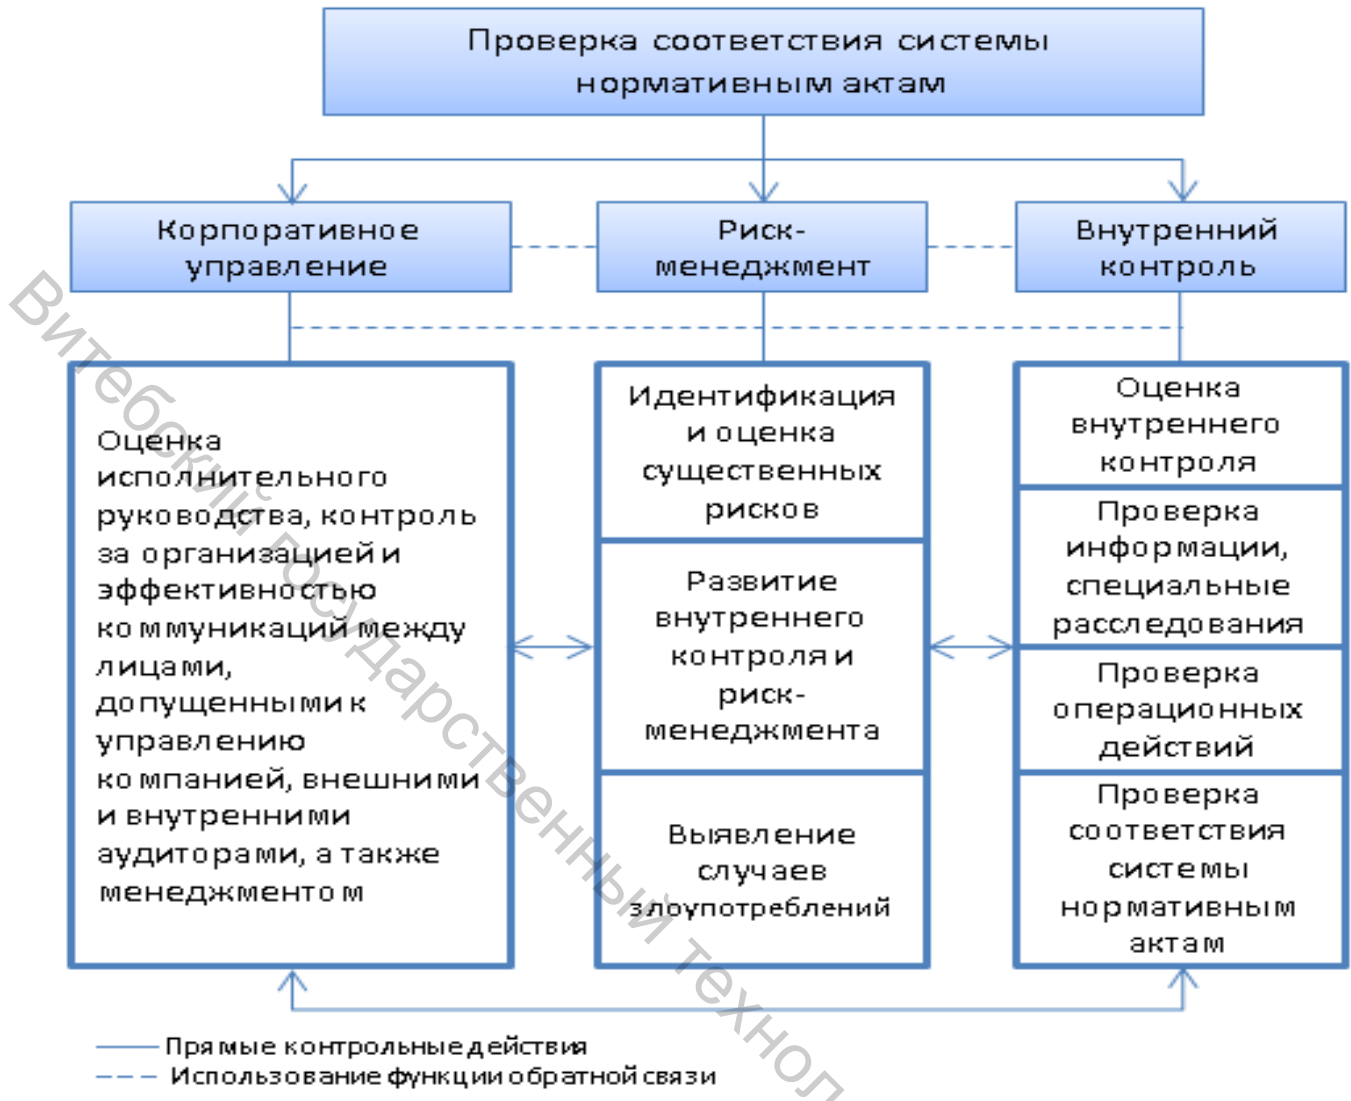 Проверка соответствия системы
нормативным актам
Корпоративное
управление
Риск-
менеджмент
Внутренний
контроль
Оценка
исполнительного
руководства, контроль
за организацией и
эффективностью
коммуникаций между
лицами,
допущенными к
управлению
компанией, внешними
и внутренними
аудиторами, а также
менеджментом
Идентификация
и оценка
существенных
рисков
Развитие
внутреннего
контроля и
риск-
менеджмента
Выявление
случаев
злоупотреблений
Оценка
внутреннего
контроля
Проверка
информации,
специальные
расследования
Проверка
операционных
действий
Проверка
соответствия
системы
нормативным
актам
Прямые контрольные действия
Использование функции обратной связи
Витебский государственный технол